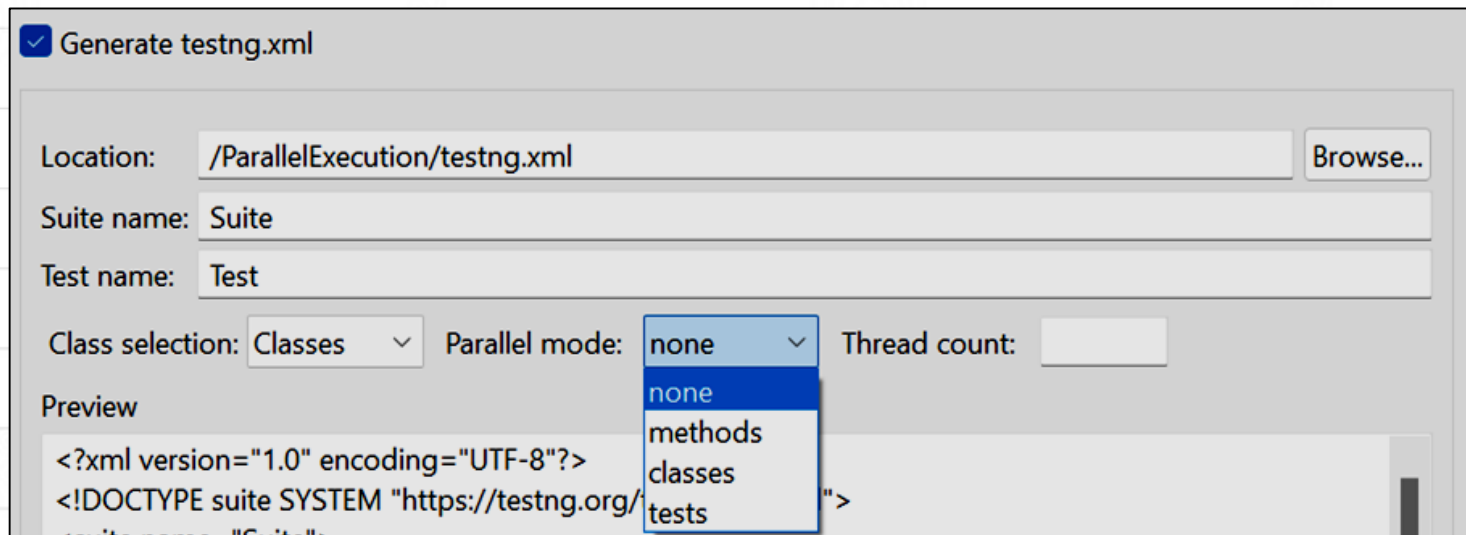 Generate testng.xml
Location: /ParallelExecution/testng.xml Browse...
Suite name: Suite
Test name: Test
Class selection: Classes Parallel mode: none Thread count:
none
methods
classes
tests
Preview
<?xml version="1.0" encoding="UTF-8"?>
<!DOCTYPE suite SYSTEM "https://testng.org/ ">